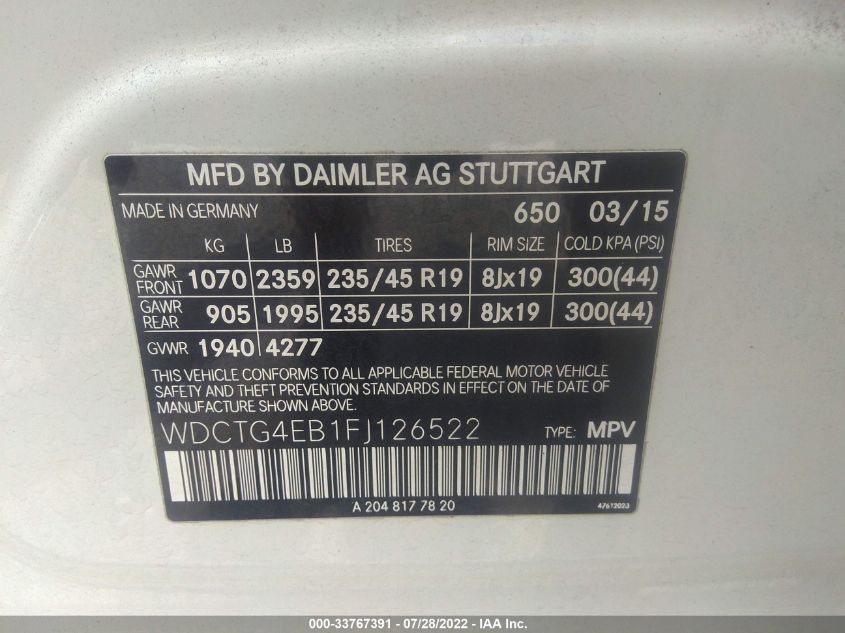 MFD BY DAIMLER AG STUTTGART
MADE IN GERMANY 650 03/15
KG LB TIRES RIM SIZE COLD KPA (PSI)
GAWR FRONT 1070 2359 235/45 R19 8Jx19 300(44)
GAWR REAR 905 1995 235/45 R19 8Jx19 300(44)
GVWR 1940 4277
THIS VEHICLE CONFORMS TO ALL APPLICABLE FEDERAL MOTOR VEHICLE
SAFETY AND THEFT PREVENTION STANDARDS IN EFFECT ON THE DATE OF
MANUFACTURE SHOWN ABOVE.
WDCTG4EB1FJ126522 TYPE: MPV
A 204 817 78 20 47612023
000-33767391 - 07/28/2022 - IAA Inc.